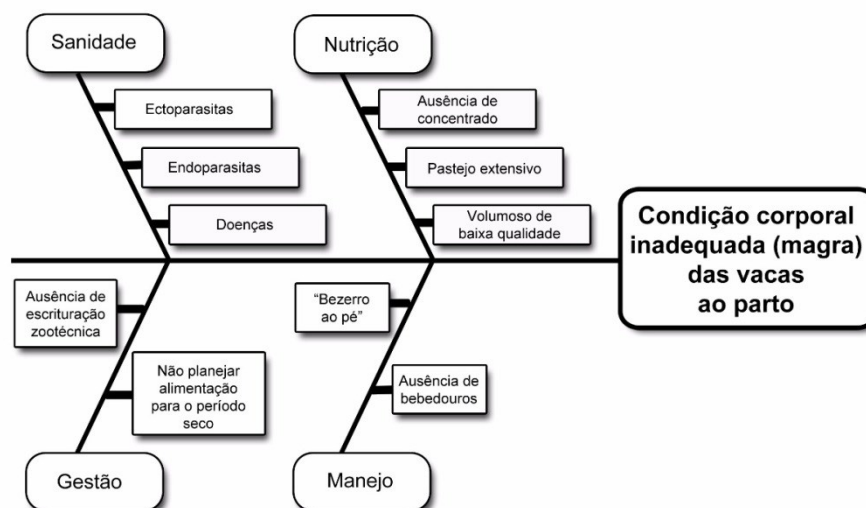 Sanidade
Ectoparasitas
Endoparasitas
Doenças
Nutrição
Ausência de
concentrado
Pastejo extensivo
Volumoso de
baixa qualidade
Condição corporal
inadequada (magra)
das vacas
ao parto
Ausência de
escrituração
zootécnica
Não planejar
alimentação
para o período
seco
Gestão
“Bezerro
ao pé”
Ausência de
bebedouros
Manejo